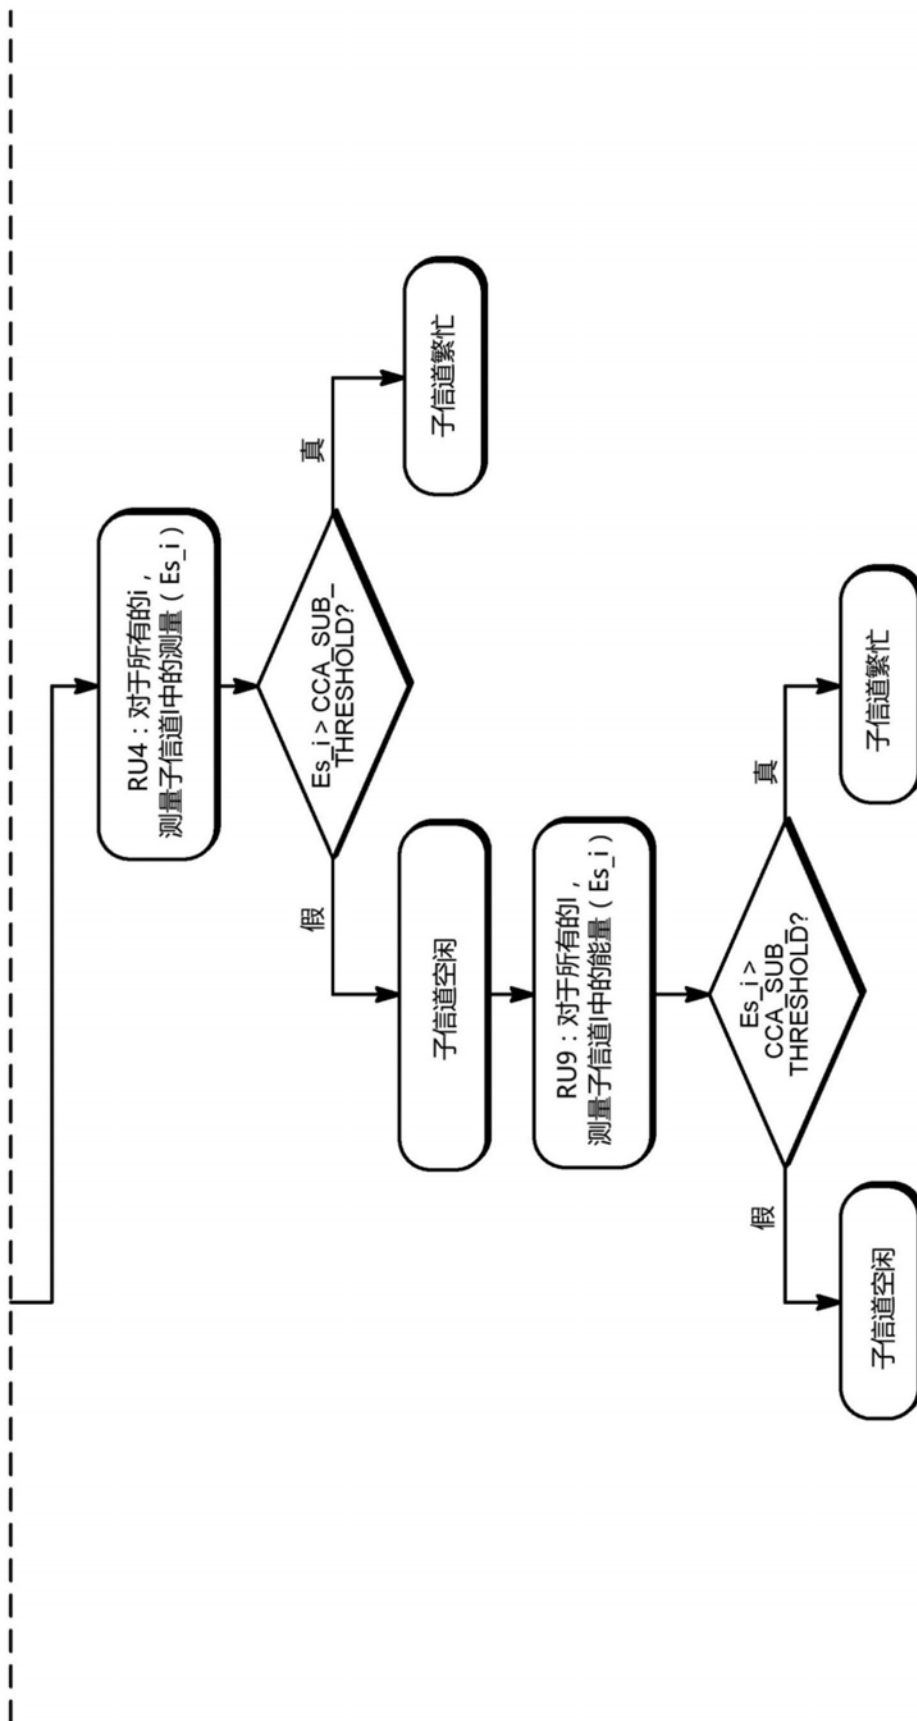 RU4：对于所有的i，
测量子信道I中的测量（Es_i）
Es_i > CCA_SUB_
THRESHOLD?
真
假
子信道繁忙
子信道空闲
RU9：对于所有的I，
测量子信道I中的能量（Es_i）
Es_i >
CCA_SUB_
THRESHOLD?
真
假
子信道繁忙
子信道空闲